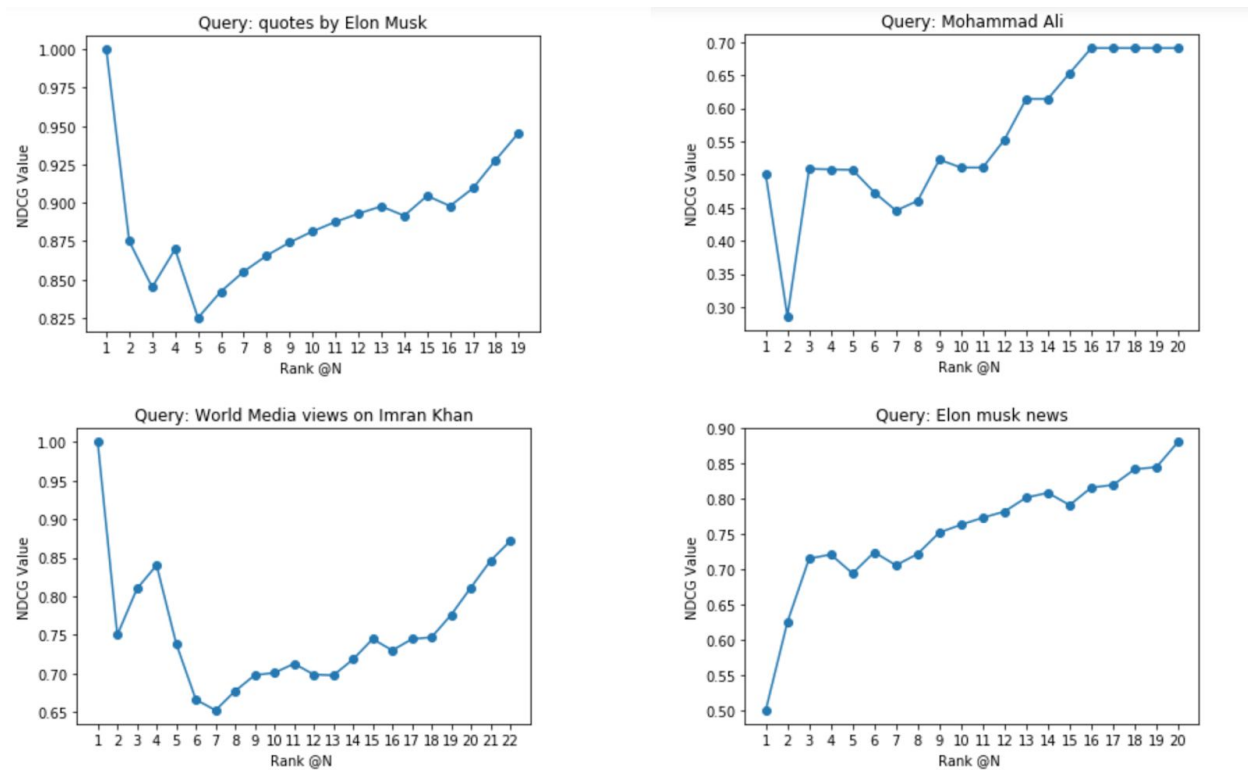 Query: quotes by Elon Musk
1.000
0.975
0.950
0.925
0.900
0.875
0.850
0.825
NDCG Value
1 2 3 4 5 6 7 8 9 10 11 12 13 14 15 16 17 18 19
Rank @N
Query: Mohammad Ali
0.70
0.65
0.60
0.55
0.50
0.45
0.40
0.35
0.30
NDCG Value
1 2 3 4 5 6 7 8 9 10 11 12 13 14 15 16 17 18 19 20
Rank @N
Query: World Media views on Imran Khan
1.00
0.95
0.90
0.85
0.80
0.75
0.70
0.65
NDCG Value
1 2 3 4 5 6 7 8 9 10 11 12 13 14 15 16 17 18 19 20 21 22
Rank @N
Query: Elon musk news
0.90
0.85
0.80
0.75
0.70
0.65
0.60
0.55
0.50
NDCG Value
1 2 3 4 5 6 7 8 9 10 11 12 13 14 15 16 17 18 19 20
Rank @N